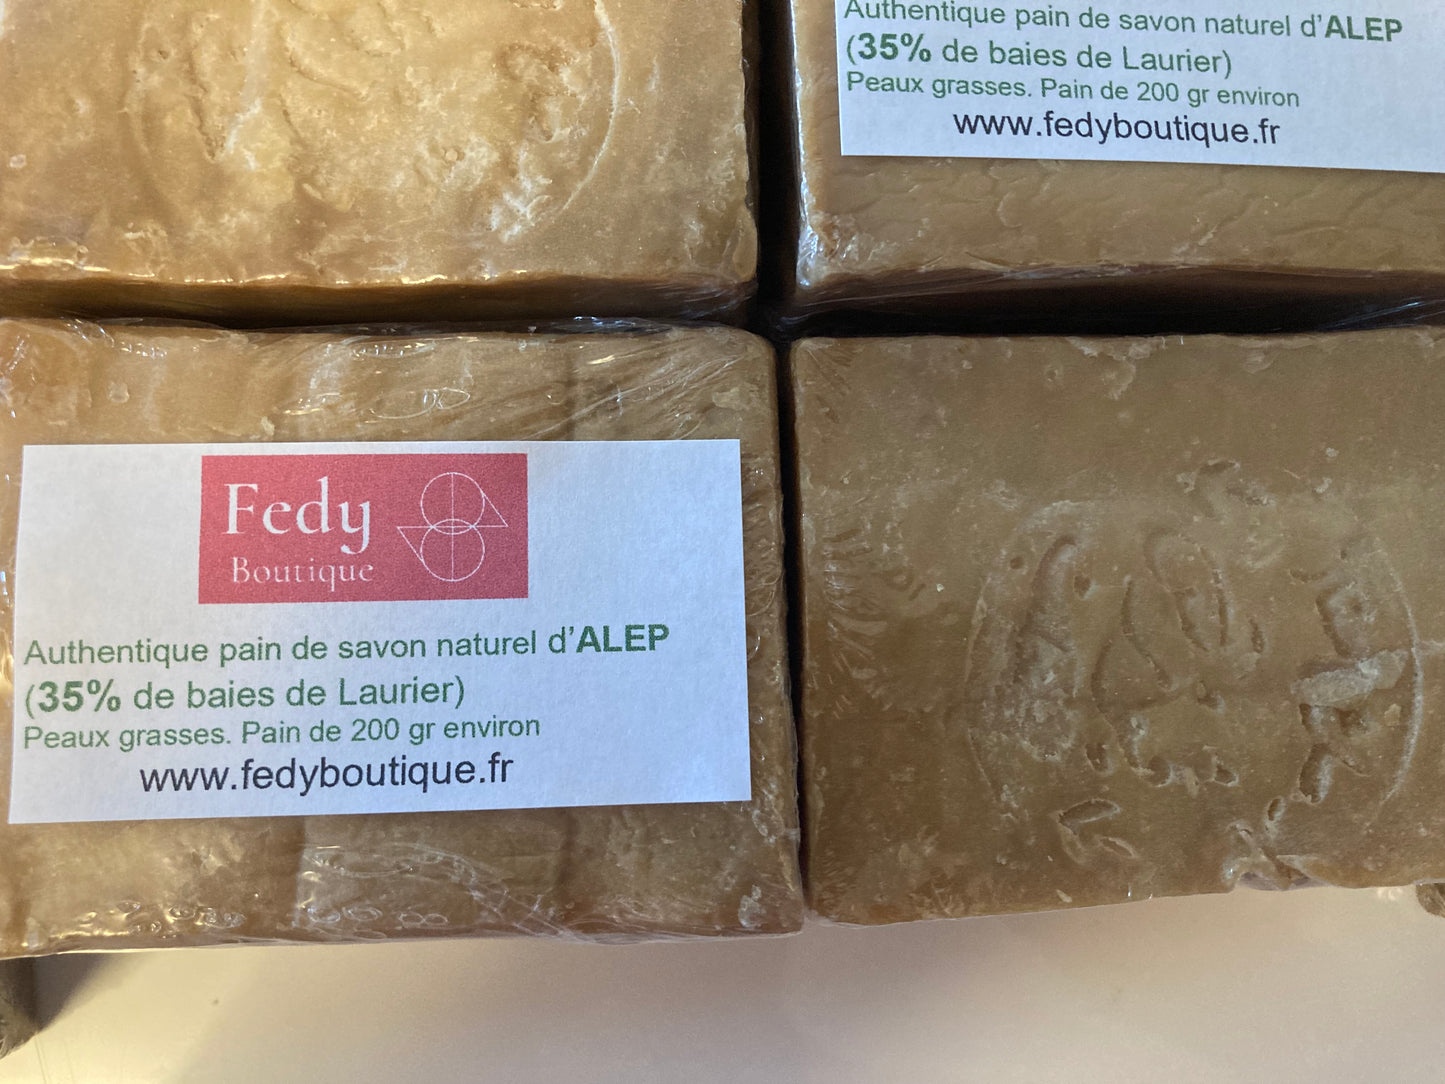 Authentique pain de savon naturel d'ALEP
(35% de baies de Laurier)
Peaux grasses. Pain de 200 gr environ
www.fedyboutique.fr
Fedy
Boutique
Authentique pain de savon naturel d'ALEP
(35% de baies de Laurier)
Peaux grasses. Pain de 200 gr environ
www.fedyboutique.fr